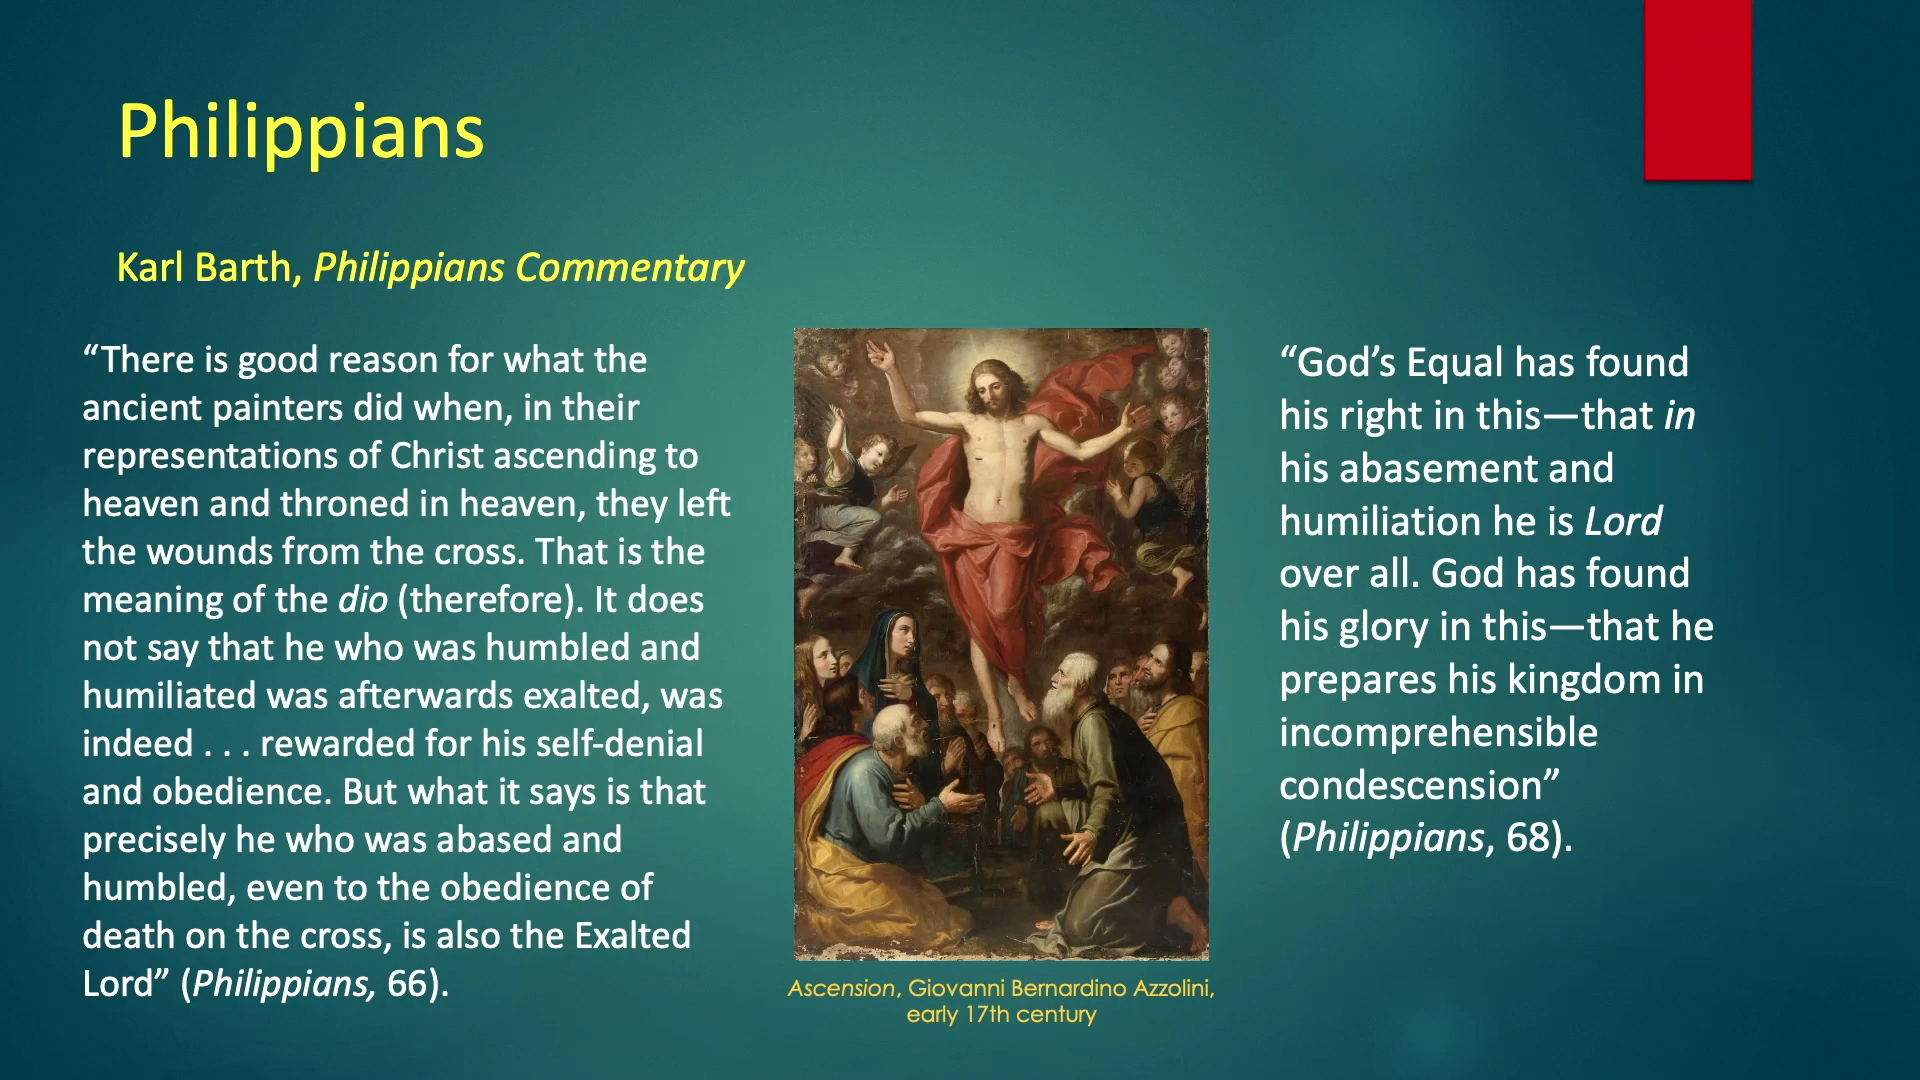 Philippians
Karl Barth, Philippians Commentary
“There is good reason for what the
ancient painters did when, in their
representations of Christ ascending to
heaven and throned in heaven, they left
the wounds from the cross. That is the
meaning of the dio (therefore). It does
not say that he who was humbled and
humiliated was afterwards exalted, was
indeed . . . rewarded for his self-denial
and obedience. But what it says is that
precisely he who was abased and
humbled, even to the obedience of
death on the cross, is also the Exalted
Lord” (Philippians, 66).
Ascension, Giovanni Bernardino Azzolini,
early 17th century
“God’s Equal has found
his right in this—that in
his abasement and
humiliation he is Lord
over all. God has found
his glory in this—that he
prepares his kingdom in
incomprehensible
condescension”
(Philippians, 68).